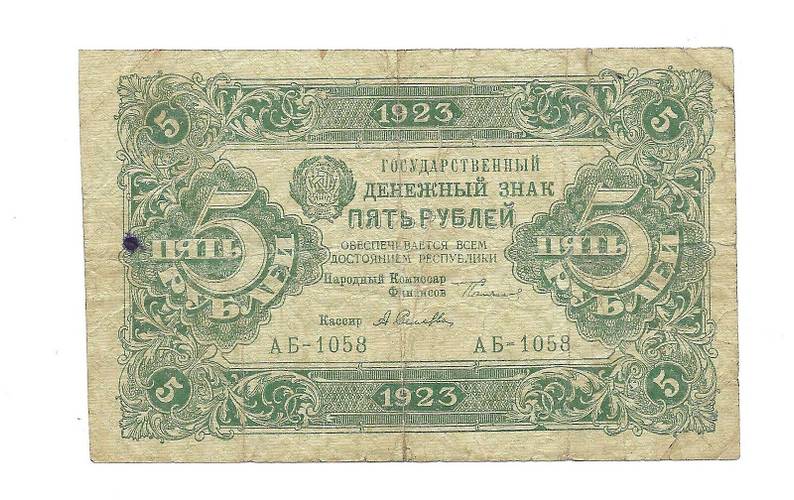 1923
5
5
ГОСУДАРСТВЕННЫЙ
ДЕНЕЖНЫЙ ЗНАК
ПЯТЬ РУБЛЕЙ
ОБЕСПЕЧИВАЕТСЯ ВСЕМ
ДОСТОЯНИЕМ РЕСПУБЛИКИ
5
ПЯТЬ
РУБЛЕЙ
5
ПЯТЬ
РУБЛЕЙ
Народный Комиссар
Финансов
Кассир
АБ-1058 АБ-1058
5
5
1923